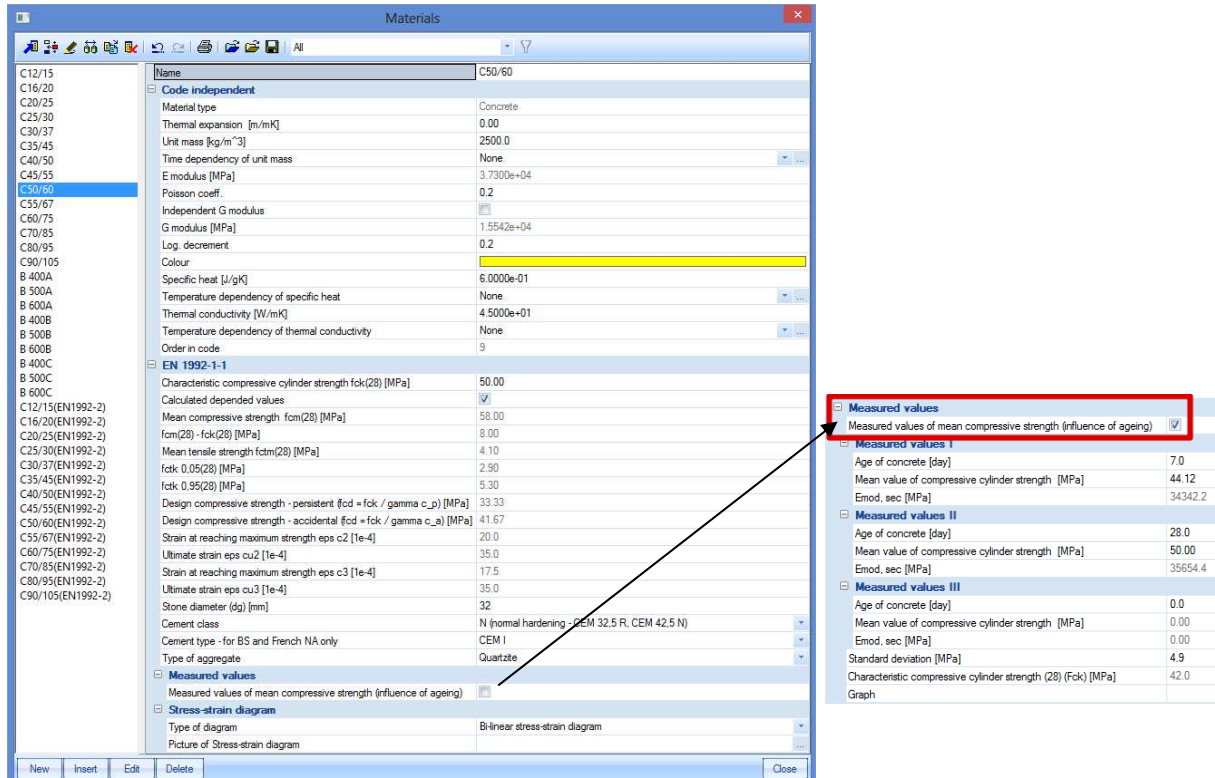 Materials
All
C12/15
C16/20
C20/25
C25/30
C30/37
C35/45
C40/50
C45/55
C50/60
C55/67
C60/75
C70/85
C80/95
C90/105
B 400A
B 500A
B 600A
B 400B
B 500B
B 600B
B 400C
B 500C
B 600C
C12/15(EN1992-2)
C16/20(EN1992-2)
C20/25(EN1992-2)
C25/30(EN1992-2)
C30/37(EN1992-2)
C35/45(EN1992-2)
C40/50(EN1992-2)
C45/55(EN1992-2)
C50/60(EN1992-2)
C55/67(EN1992-2)
C60/75(EN1992-2)
C70/85(EN1992-2)
C80/95(EN1992-2)
C90/105(EN1992-2)
Name C50/60
Code independent
Material type Concrete
Thermal expansion [m/mK] 0.00
Unit mass [kg/m^3] 2500.0
Time dependency of unit mass None ...
E modulus [MPa] 3.7300e+04
Poisson coeff. 0.2
Independent G modulus
G modulus [MPa] 1.5542e+04
Log. decrement 0.2
Colour
Specific heat [J/gK] 6.0000e-01
Temperature dependency of specific heat None ...
Thermal conductivity [W/mK] 4.5000e+01
Temperature dependency of thermal conductivity None ...
Order in code 9
EN 1992-1-1
Characteristic compressive cylinder strength fck(28) [MPa] 50.00
Calculated depended values
Mean compressive strength fcm(28) [MPa] 58.00
fcm(28) - fck(28) [MPa] 8.00
Mean tensile strength fctm(28) [MPa] 4.10
fctk 0,05(28) [MPa] 2.90
fctk 0,95(28) [MPa] 5.30
Design compressive strength - persistent (fcd = fck / gamma c_p) [MPa] 33.33
Design compressive strength - accidental (fcd = fck / gamma c_a) [MPa] 41.67
Strain at reaching maximum strength eps c2 [1e-4] 20.0
Ultimate strain eps cu2 [1e-4] 35.0
Strain at reaching maximum strength eps c3 [1e-4] 17.5
Ultimate strain eps cu3 [1e-4] 35.0
Stone diameter (dg) [mm] 32
Cement class N (normal hardening - CEM 32,5 R, CEM 42,5 N)
Cement type - for BS and French NA only CEM I
Type of aggregate Quartzite
Measured values
Measured values of mean compressive strength (influence of ageing)
Stress-strain diagram
Type of diagram Bi-linear stress-strain diagram
Picture of Stress-strain diagram ...
New Insert Edit Delete Close
Measured values
Measured values of mean compressive strength (influence of ageing)
Measured values I
Age of concrete [day] 7.0
Mean value of compressive cylinder strength [MPa] 44.12
Emod, sec [MPa] 34342.2
Measured values II
Age of concrete [day] 28.0
Mean value of compressive cylinder strength [MPa] 50.00
Emod, sec [MPa] 35654.4
Measured values III
Age of concrete [day] 0.0
Mean value of compressive cylinder strength [MPa] 0.00
Emod, sec [MPa] 0.00
Standard deviation [MPa] 4.9
Characteristic compressive cylinder strength (28) (Fck) [MPa] 42.0
Graph